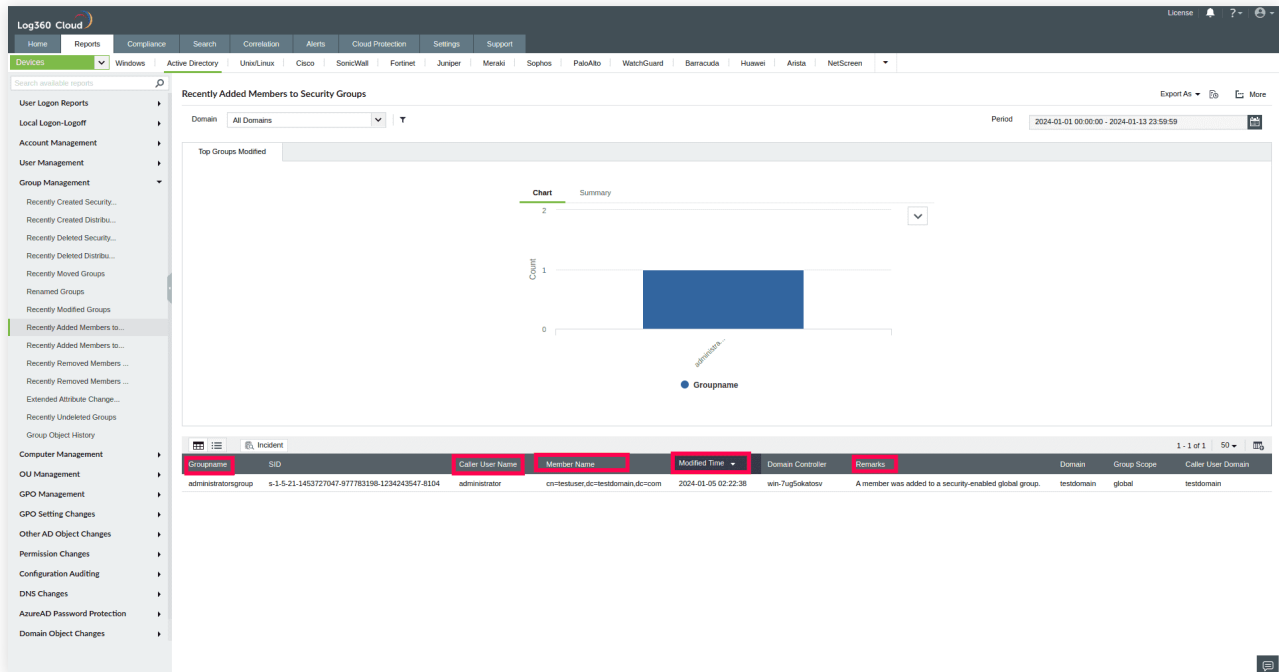 License ?
Log360 Cloud
Home Reports Compliance Search Correlation Alerts Cloud Protection Settings Support
Devices Windows Active Directory Unix/Linux Cisco SonicWall Fortinet Juniper Meraki Sophos PaloAlto WatchGuard Barracuda Huawei Arista NetScreen
Search available reports
User Logon Reports
Local Logon-Logoff
Account Management
User Management
Group Management
Recently Created Security...
Recently Created Distribu...
Recently Deleted Security...
Recently Deleted Distribu...
Recently Moved Groups
Renamed Groups
Recently Modified Groups
Recently Added Members to...
Recently Added Members to...
Recently Removed Members ...
Recently Removed Members ...
Extended Attribute Change...
Recently Undeleted Groups
Group Object History
Computer Management
OU Management
GPO Management
GPO Setting Changes
Other AD Object Changes
Permission Changes
Configuration Auditing
DNS Changes
AzureAD Password Protection
Domain Object Changes
Recently Added Members to Security Groups
Export As More
Domain All Domains
Period 2024-01-01 00:00:00 - 2024-01-13 23:59:59
Top Groups Modified
Chart Summary
2
1
0
Count
administra...
Groupname
Incident
1 - 1 of 1 50
Groupname SID Caller User Name Member Name Modified Time Domain Controller Remarks Domain Group Scope Caller User Domain
administratorsgroup s-1-5-21-1453727047-977783198-1234243547-8104 administrator cn=testuser,dc=testdomain,dc=com 2024-01-05 02:22:38 win-7ug5okatosv A member was added to a security-enabled global group. testdomain global testdomain